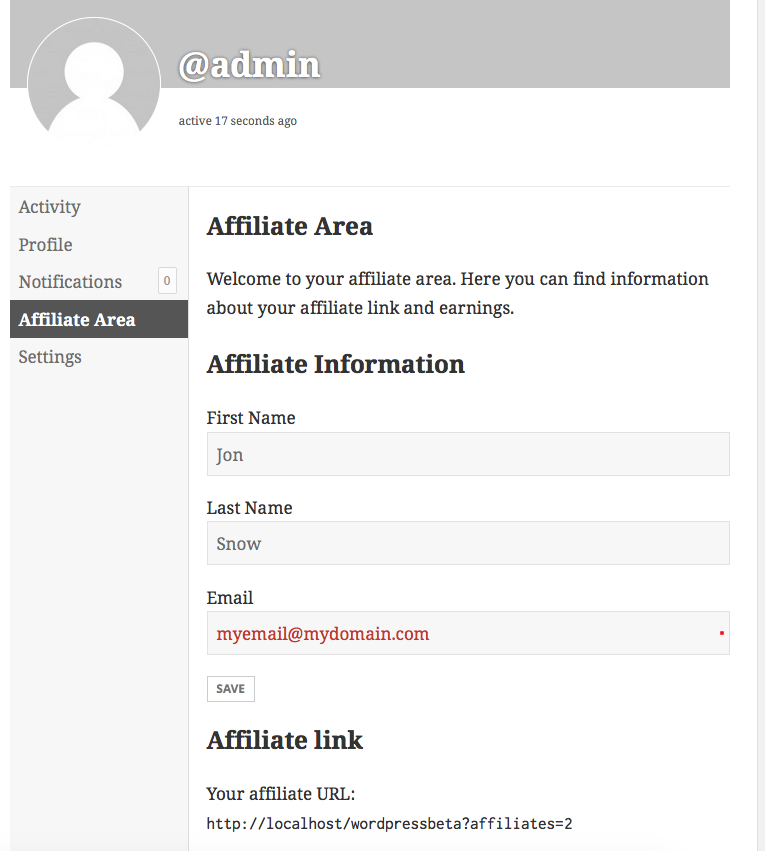 @admin
active 17 seconds ago
Activity
Profile
Notifications 0
Affiliate Area
Settings
Affiliate Area
Welcome to your affiliate area. Here you can find information
about your affiliate link and earnings.
Affiliate Information
First Name
Jon
Last Name
Snow
Email
myemail@mydomain.com
SAVE
Affiliate link
Your affiliate URL:
http://localhost/wordpressbeta?affiliates=2